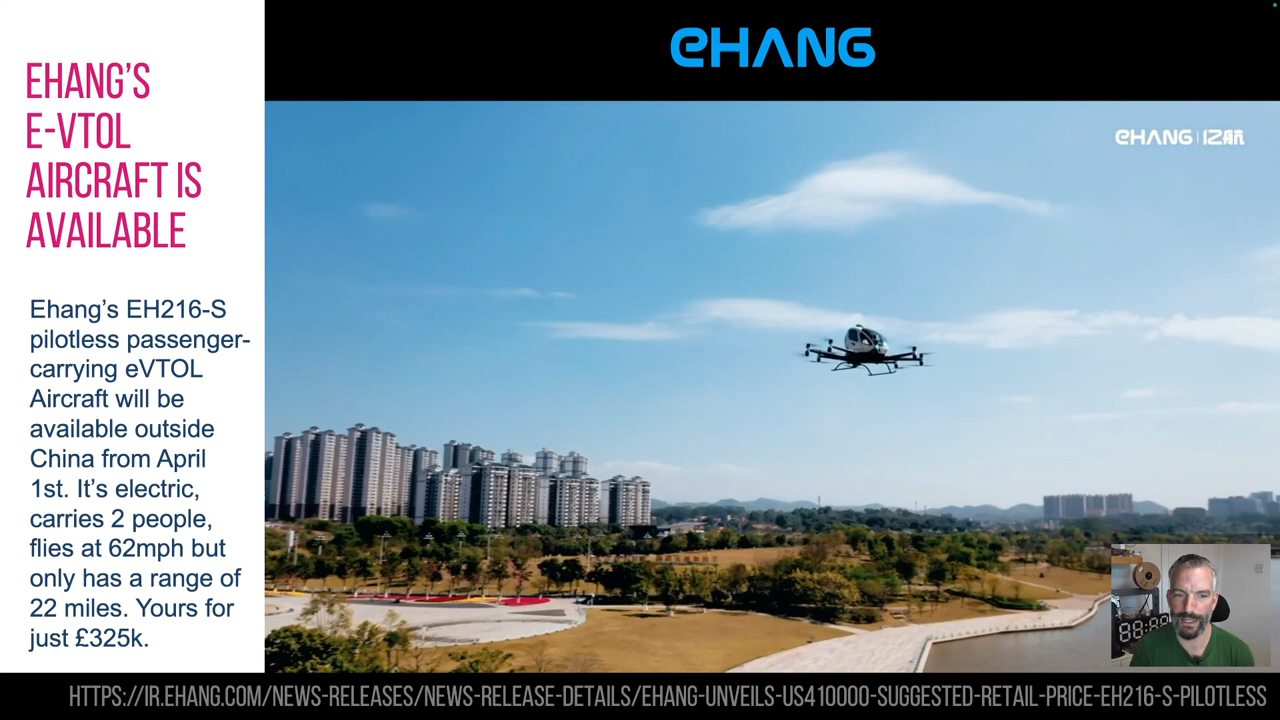 EHANG
EHANG'S
E-VTOL
AIRCRAFT IS
AVAILABLE
EHANG | 亿航
Ehang's EH216-S
pilotless passenger-
carrying eVTOL
Aircraft will be
available outside
China from April
1st. It's electric,
carries 2 people,
flies at 62mph but
only has a range of
22 miles. Yours for
just £325k.
HTTPS://IR.EHANG.COM/NEWS-RELEASES/NEWS-RELEASE-DETAILS/EHANG-UNVEILS-US410000-SUGGESTED-RETAIL-PRICE-EH216-S-PILOTLESS